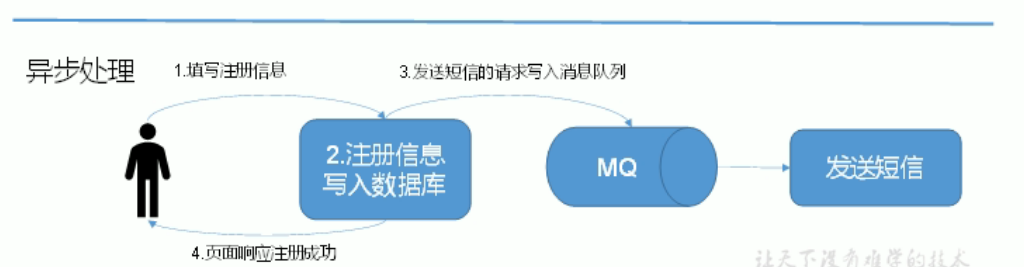 异步处理
1.填写注册信息
3.发送短信的请求写入消息队列
2.注册信息
写入数据库
MQ
发送短信
4.页面响应注册成功
让天下没有难学的技术